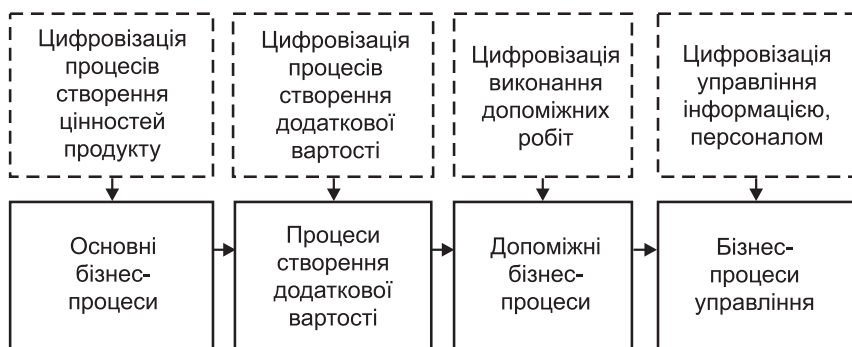 Цифровізація
процесів
створення
цінностей
продукту
Цифровізація
процесів
створення
додаткової
вартості
Цифровізація
виконання
допоміжних
робіт
Цифровізація
управління
інформацією,
персоналом
Основні
бізнес-
процеси
Процеси
створення
додаткової
вартості
Допоміжні
бізнес-
процеси
Бізнес-
процеси
управління